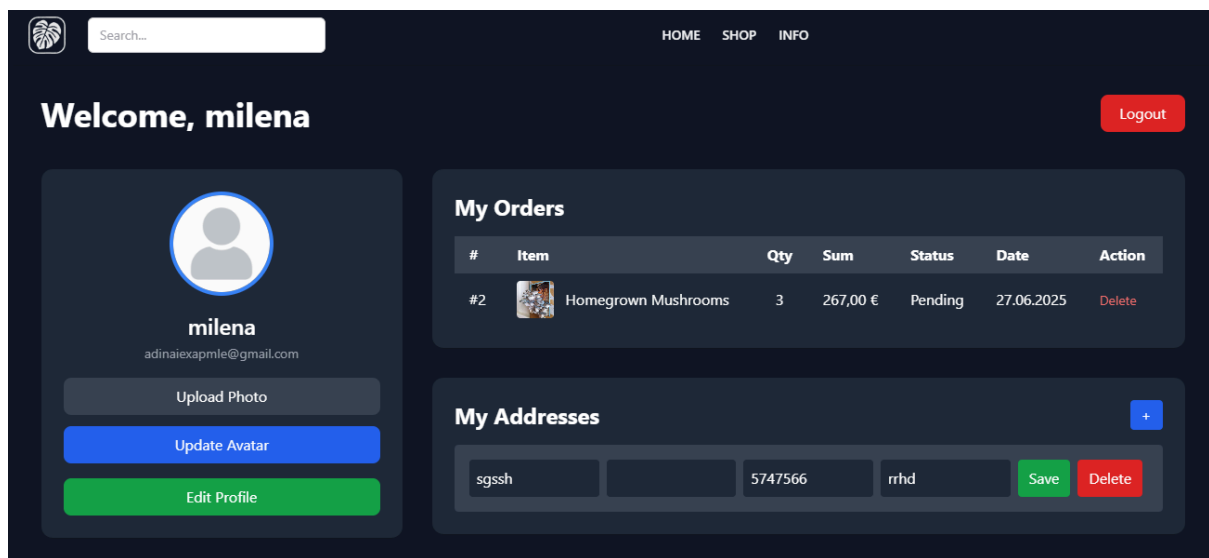 Search...
HOME SHOP INFO
Welcome, milena
Logout
milena
adinaiexapmle@gmail.com
Upload Photo
Update Avatar
Edit Profile
My Orders
# Item Qty Sum Status Date Action
#2 Homegrown Mushrooms 3 267,00 € Pending 27.06.2025 Delete
My Addresses
+
sgssh 5747566 rrhd Save Delete